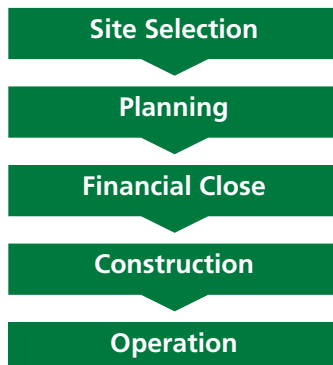 Site Selection
Planning
Financial Close
Construction
Operation